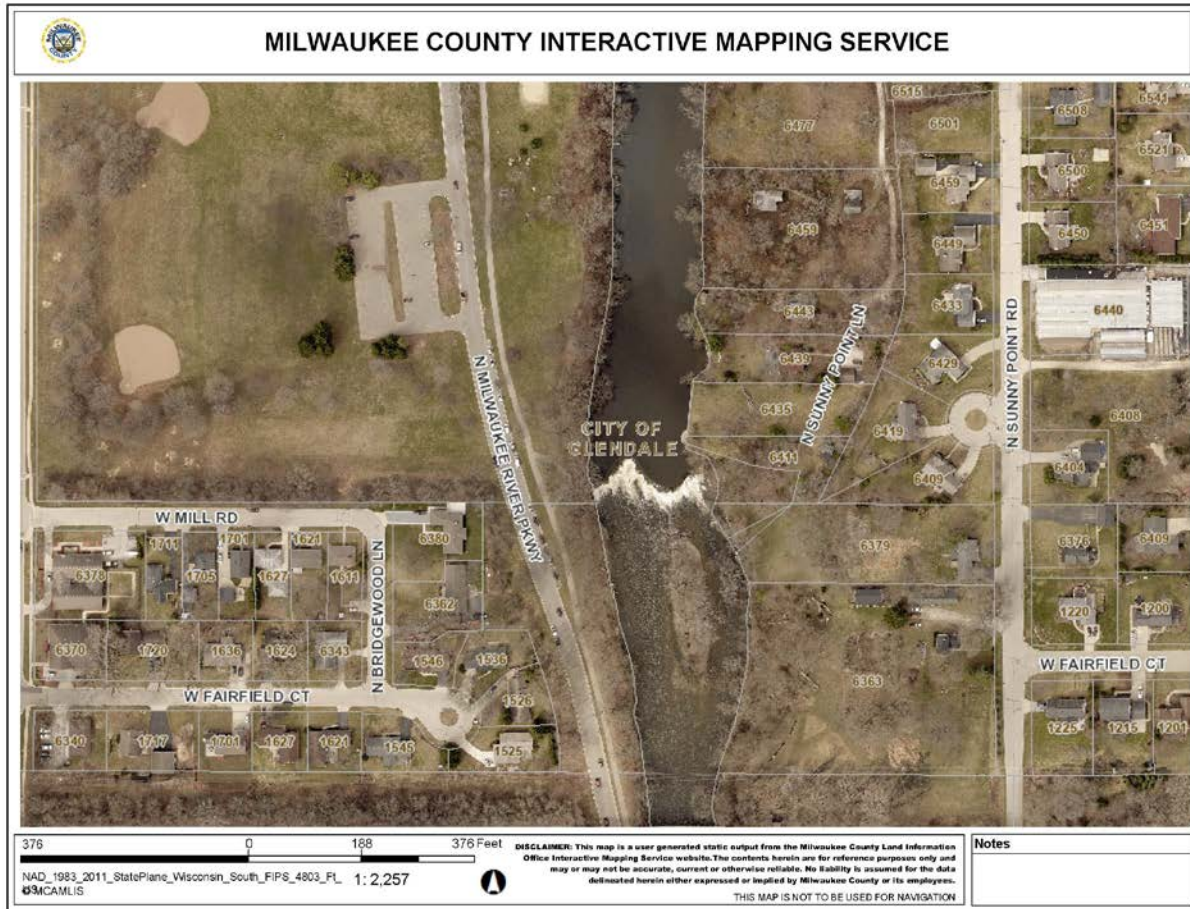 MILWAUKEE COUNTY INTERACTIVE MAPPING SERVICE
MILWAUKEE COUNTY
6515
6477
6501
6508
6541
6521
6500
6459
6459
6449
6450
6451
6443
6433
6440
6439
6429
N SUNNY POINT LN
N SUNNY POINT RD
N MILWAUKEE RIVER PKWY
6435
6419
6408
CITY OF
GLENDALE
6411
6409
6404
W MILL RD
1711
1701
1621
6380
6379
6376
6409
6378
1705
1627
1611
N BRIDGEWOOD LN
6362
1220
1200
6370
1720
1636
1624
6343
1546
1536
W FAIRFIELD CT
W FAIRFIELD CT
1526
6363
6340
1717
1701
1627
1621
1545
1525
1225
1215
1201
376 0 188 376 Feet
NAD_1983_2011_StatePlane_Wisconsin_South_FIPS_4803_Ft_
© MCAMLIS
1: 2,257
DISCLAIMER: This map is a user generated static output from the Milwaukee County Land Information
Office Interactive Mapping Service website. The contents herein are for reference purposes only and
may or may not be accurate, current or otherwise reliable. No liability is assumed for the data
delineated herein either expressed or implied by Milwaukee County or its employees.
THIS MAP IS NOT TO BE USED FOR NAVIGATION
Notes